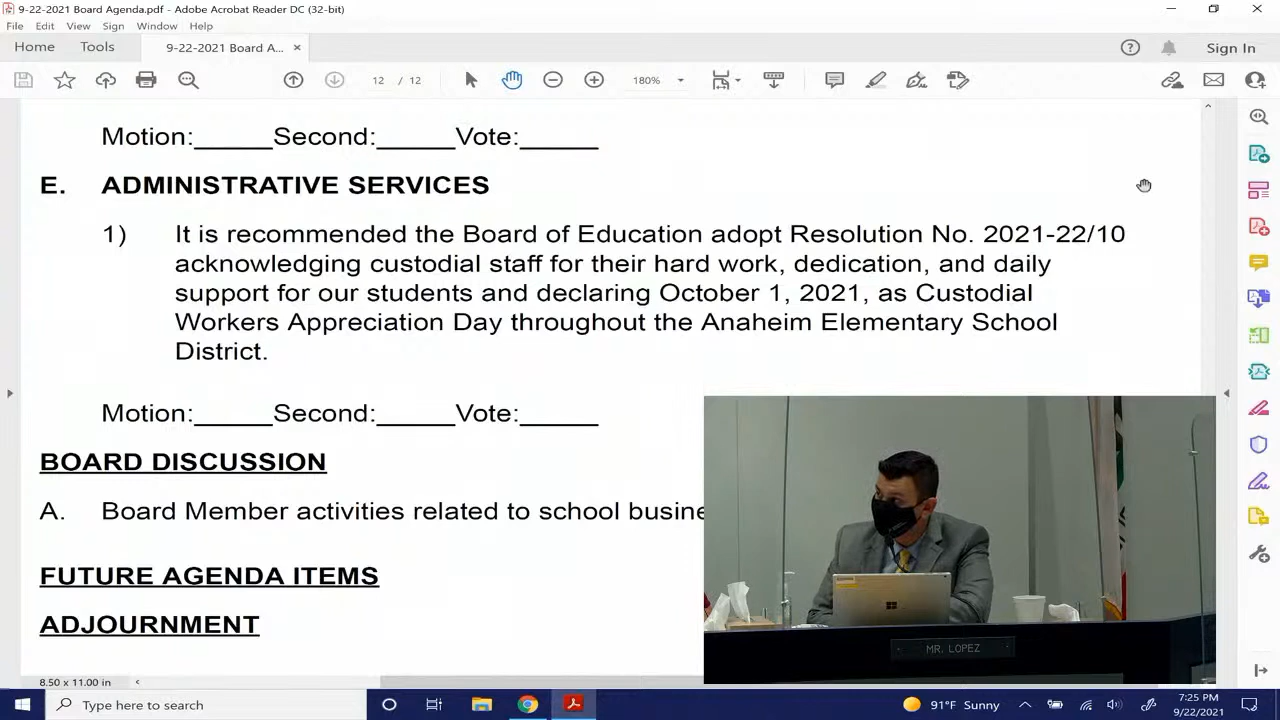 9-22-2021 Board Agenda.pdf - Adobe Acrobat Reader DC (32-bit)
File Edit View Sign Window Help
Home Tools 9-22-2021 Board A... × Sign In
12 / 12 180%
Motion:______Second:______Vote:______
E. ADMINISTRATIVE SERVICES
1) It is recommended the Board of Education adopt Resolution No. 2021-22/10
acknowledging custodial staff for their hard work, dedication, and daily
support for our students and declaring October 1, 2021, as Custodial
Workers Appreciation Day throughout the Anaheim Elementary School
District.
Motion:______Second:______Vote:______
BOARD DISCUSSION
A. Board Member activities related to school busine
FUTURE AGENDA ITEMS
ADJOURNMENT
MR. LOPEZ
8.50 x 11.00 in
Type here to search
91°F Sunny
7:25 PM
9/22/2021